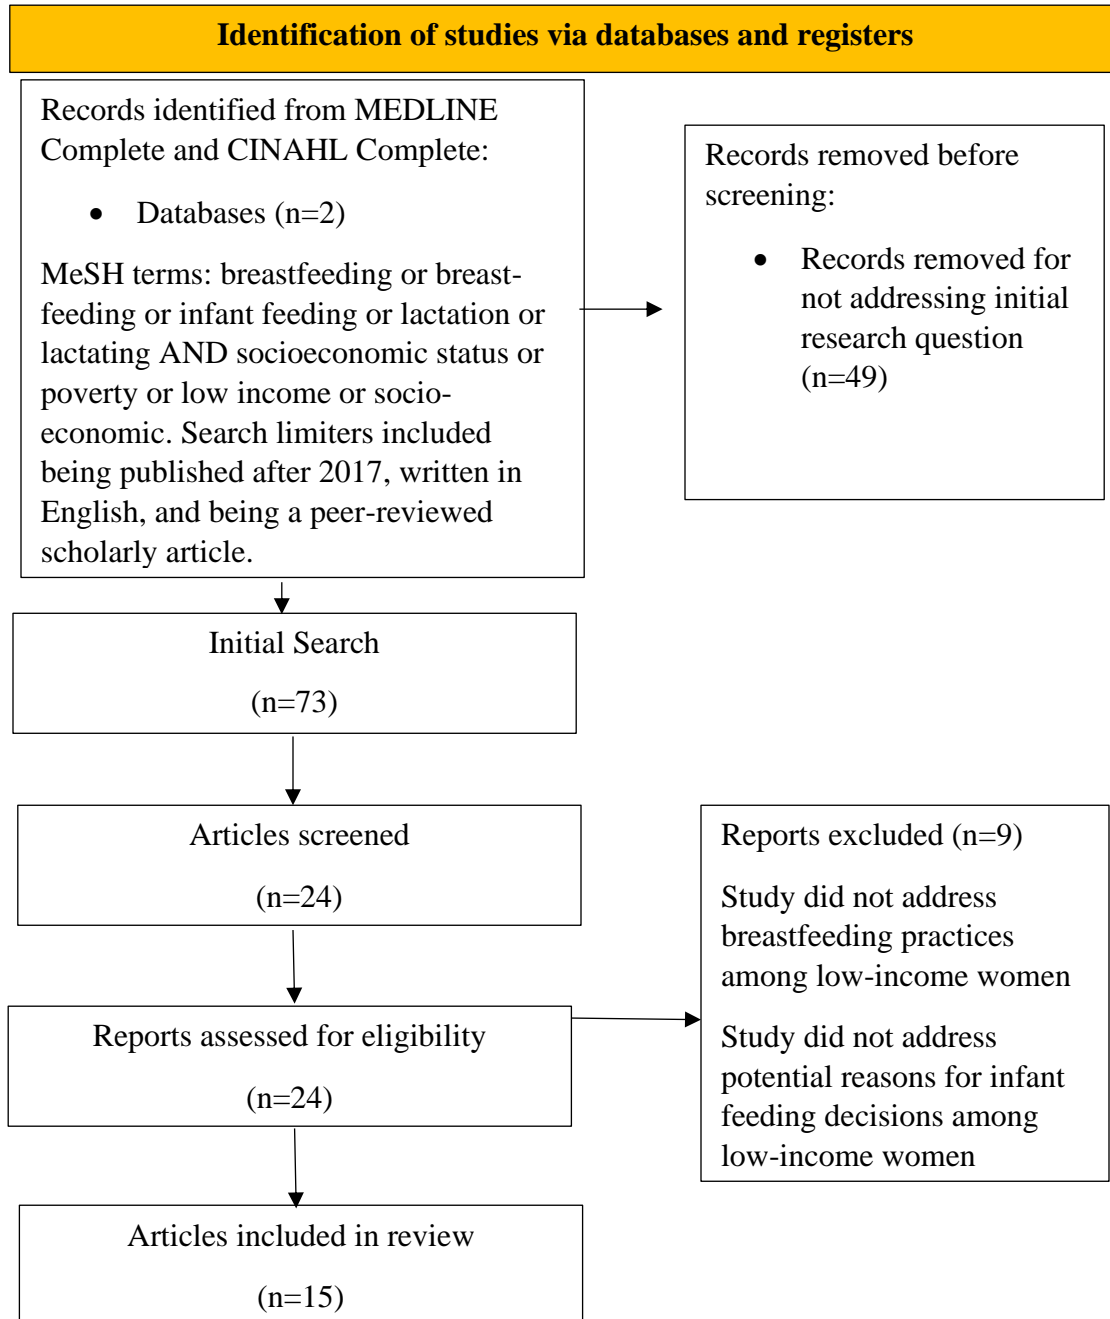 Identification of studies via databases and registers
Records identified from MEDLINE
Complete and CINAHL Complete:
• Databases (n=2)
MeSH terms: breastfeeding or breast-
feeding or infant feeding or lactation or
lactating AND socioeconomic status or
poverty or low income or socio-
economic. Search limiters included
being published after 2017, written in
English, and being a peer-reviewed
scholarly article.
Records removed before
screening:
• Records removed for
not addressing initial
research question
(n=49)
Initial Search
(n=73)
Articles screened
(n=24)
Reports assessed for eligibility
(n=24)
Reports excluded (n=9)
Study did not address
breastfeeding practices
among low-income women
Study did not address
potential reasons for infant
feeding decisions among
low-income women
Articles included in review
(n=15)